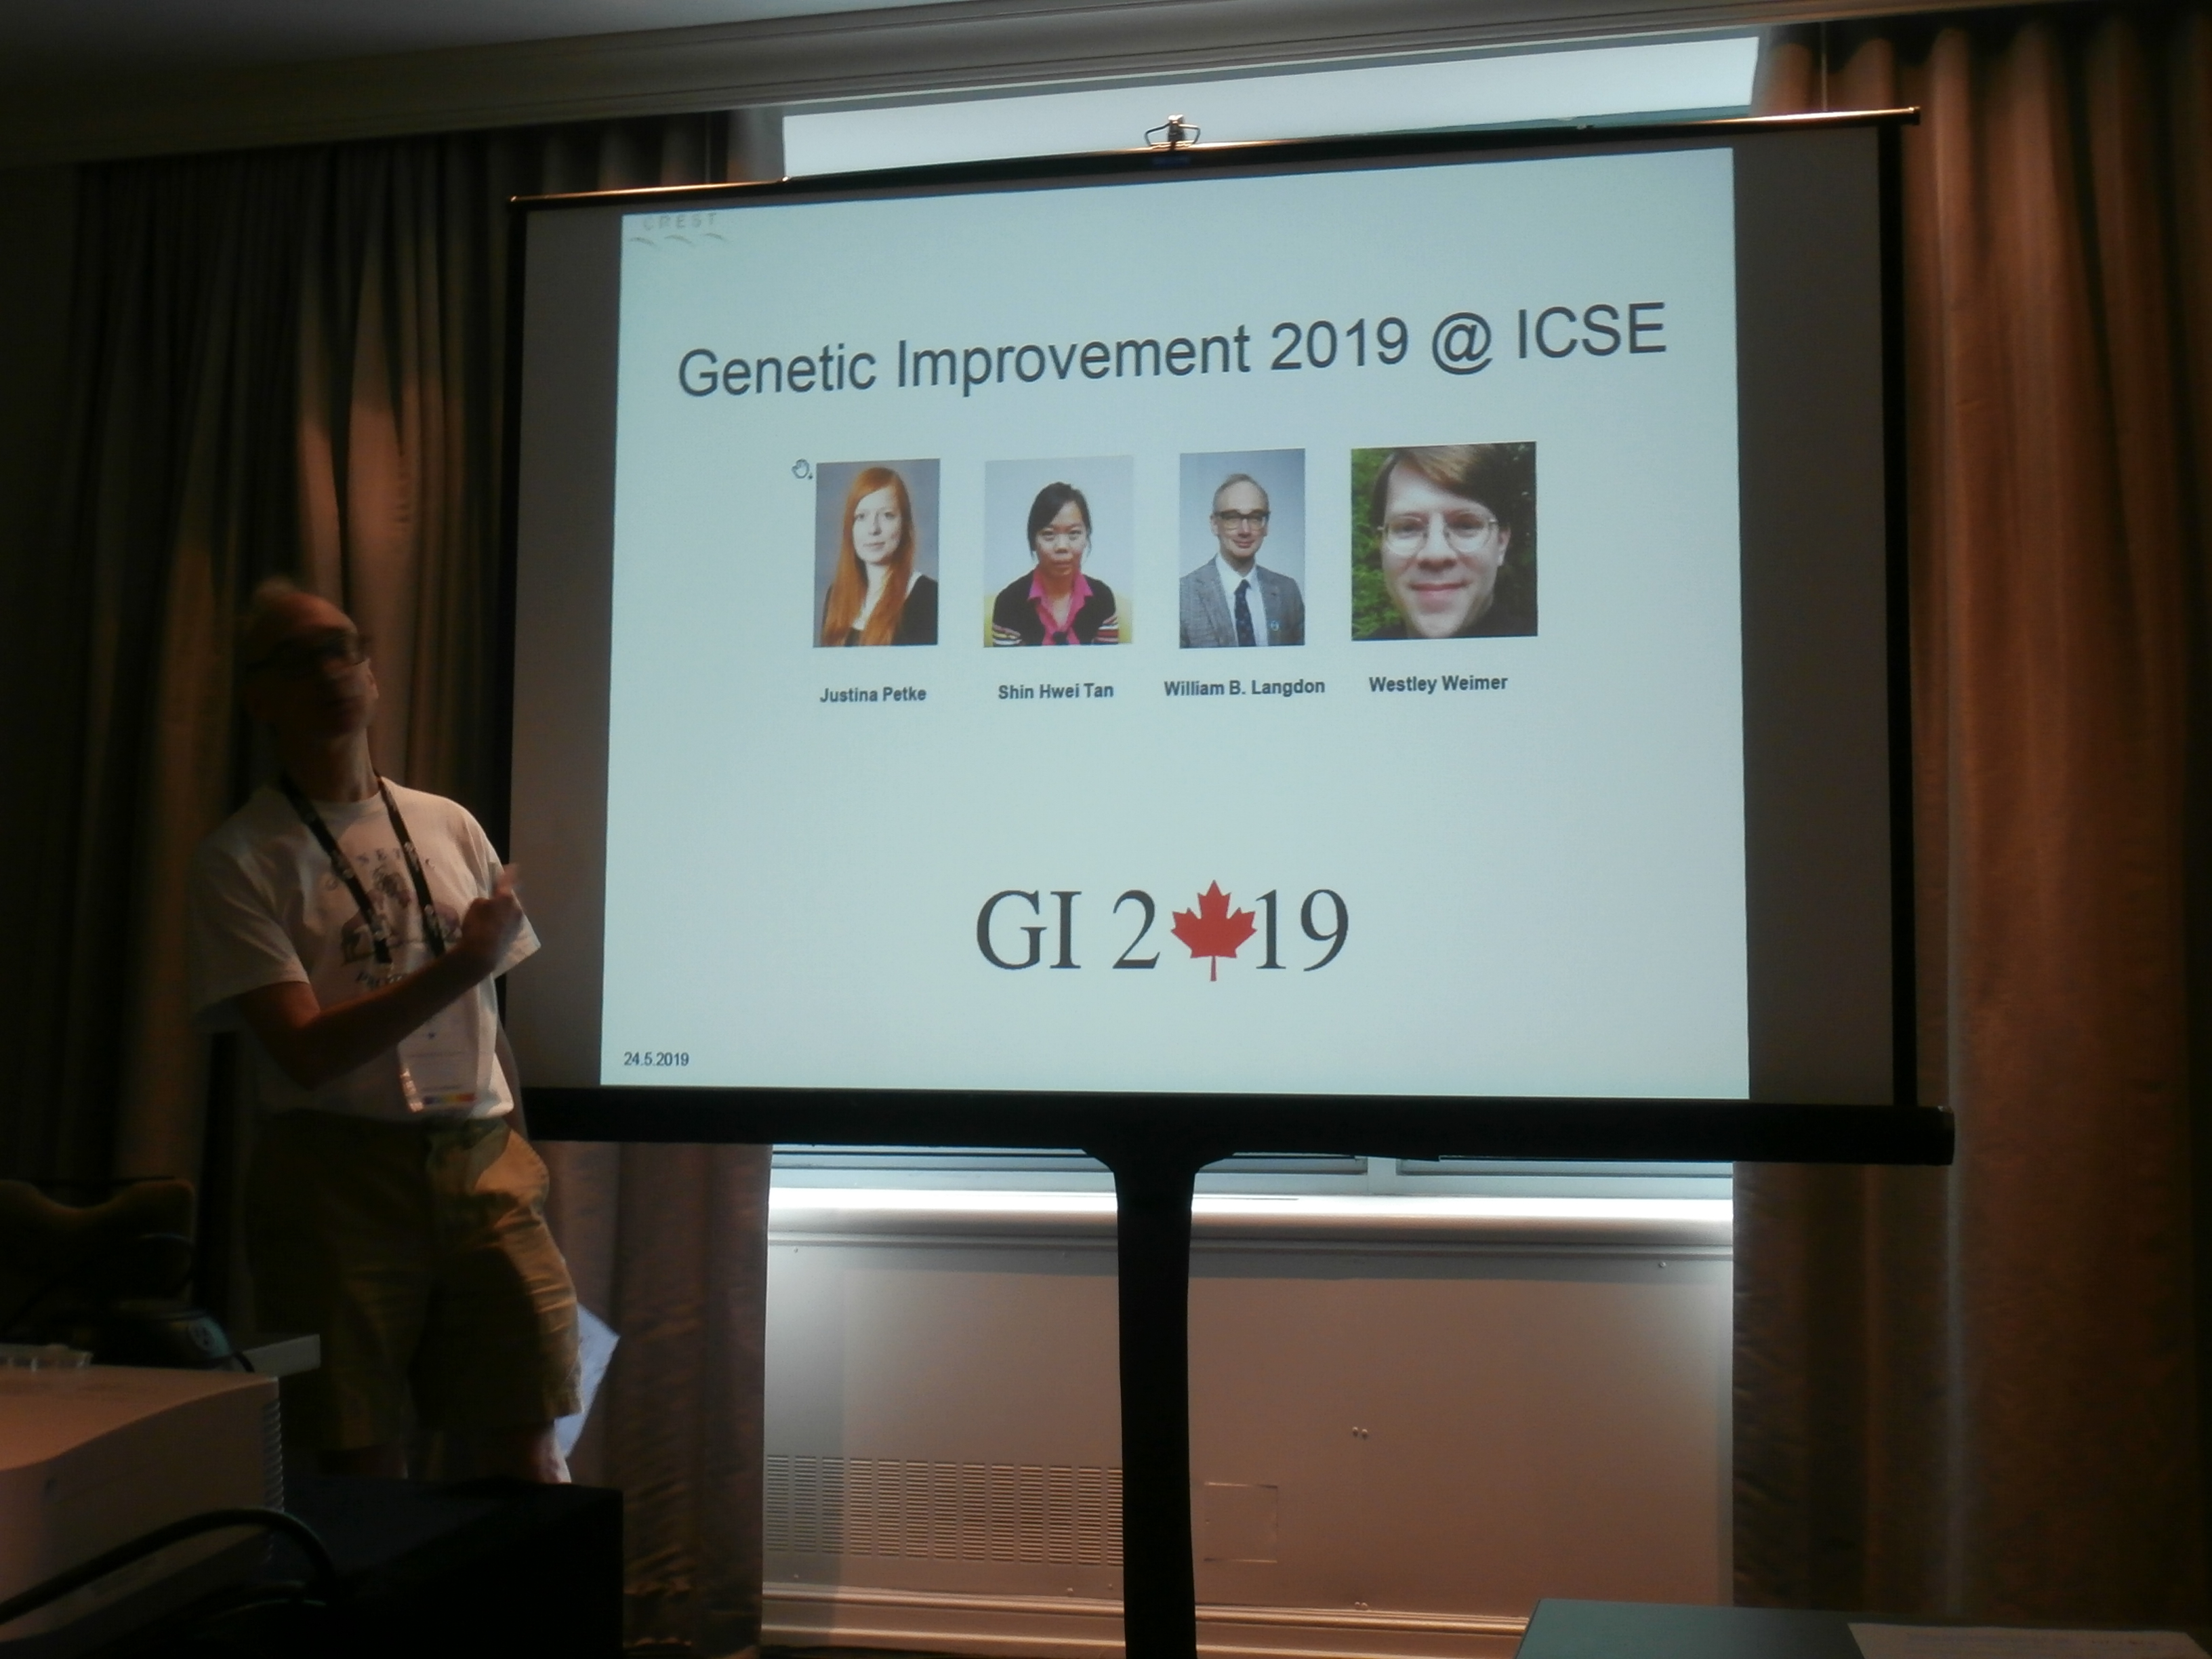 CREST
Genetic Improvement 2019 @ ICSE
Justina Petke
Shin Hwei Tan
William B. Langdon
Westley Weimer
GI 2🍁19
24.5.2019